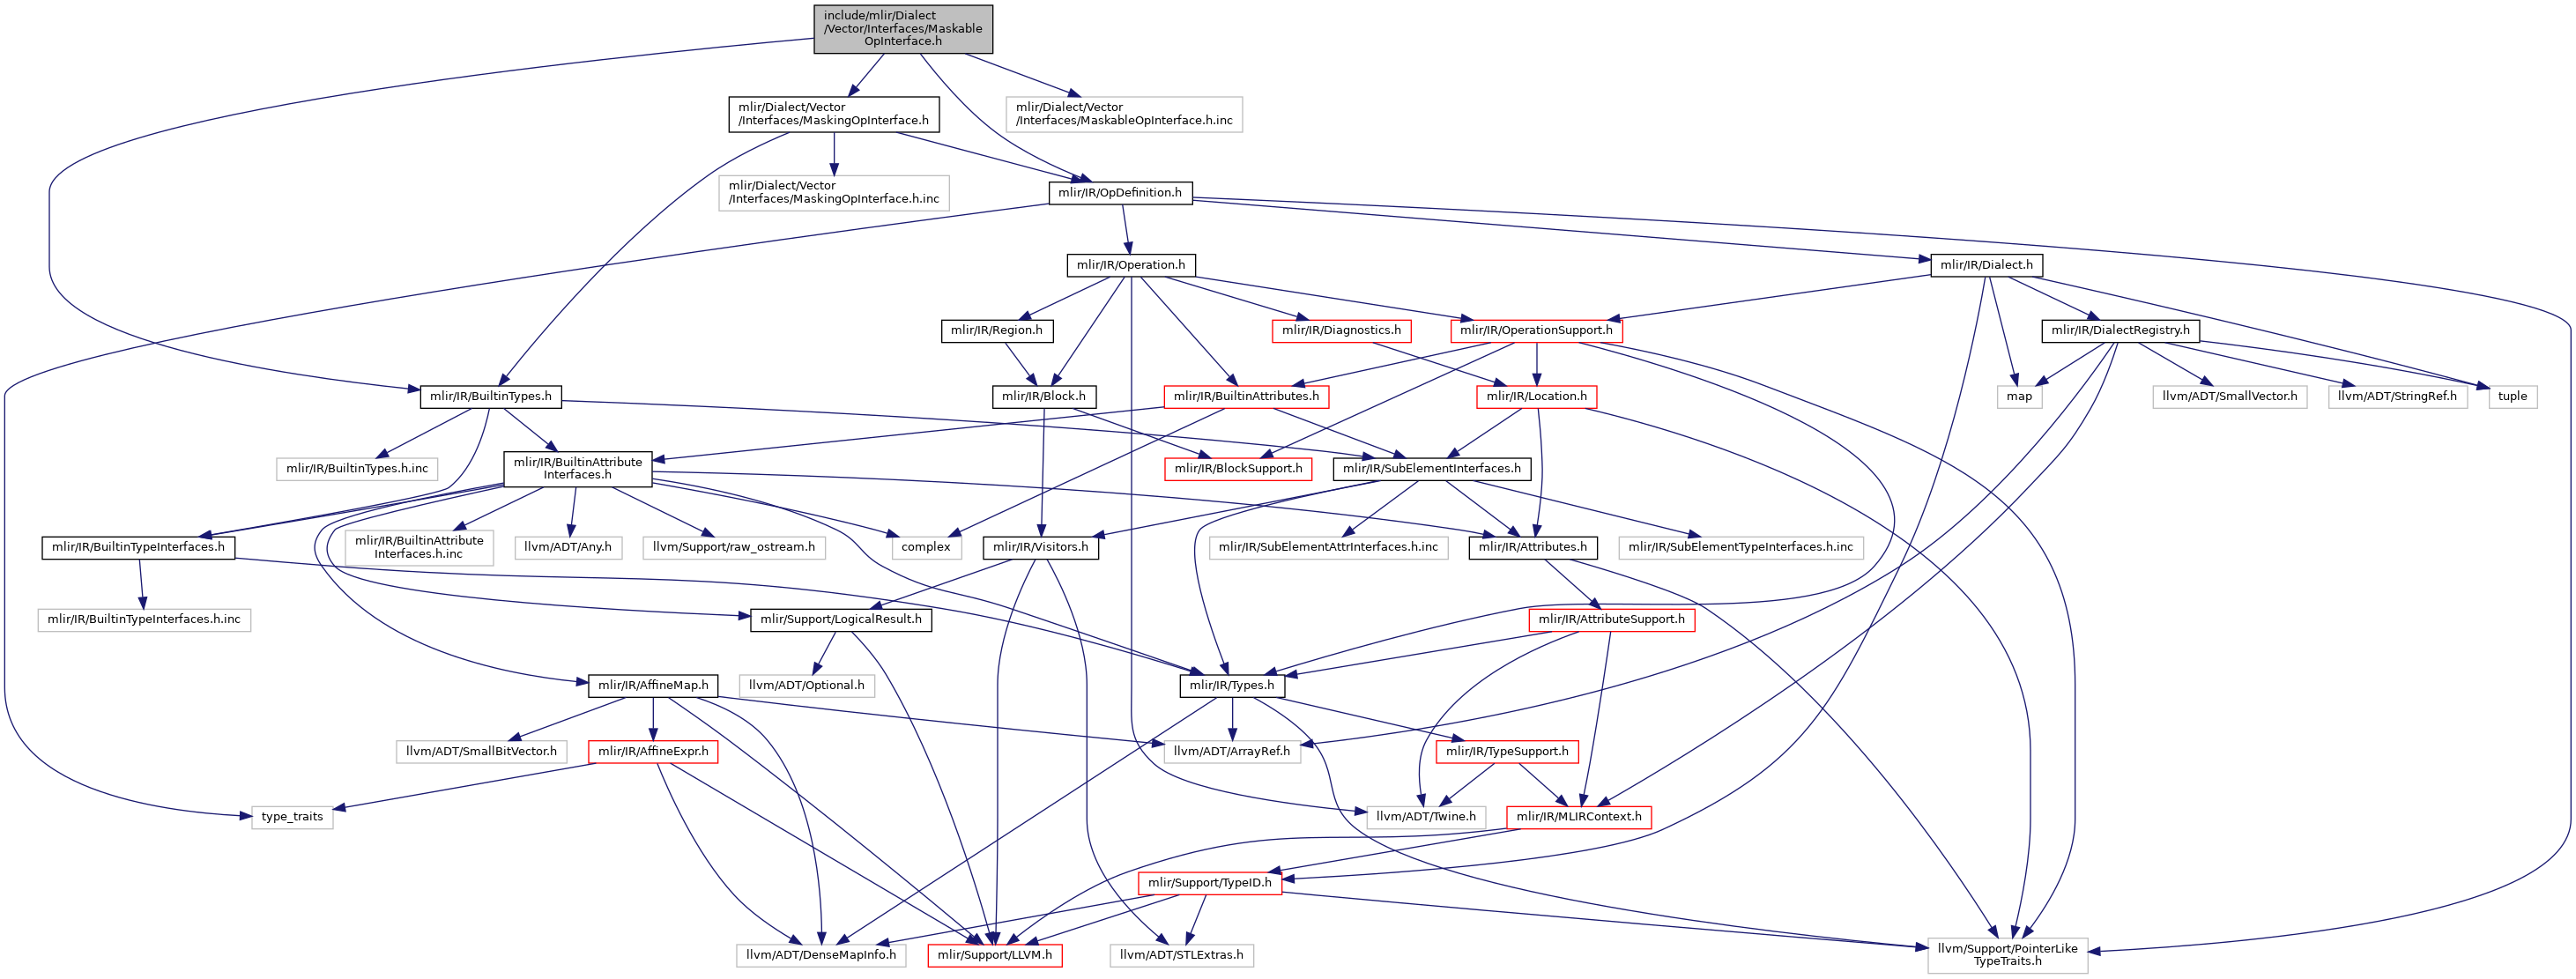 include/mlir/Dialect
/Vector/Interfaces/Maskable
OpInterface.h
mlir/Dialect/Vector
/Interfaces/MaskingOpInterface.h
mlir/Dialect/Vector
/Interfaces/MaskableOpInterface.h.inc
mlir/Dialect/Vector
/Interfaces/MaskingOpInterface.h.inc
mlir/IR/OpDefinition.h
mlir/IR/Operation.h
mlir/IR/Dialect.h
mlir/IR/Region.h
mlir/IR/Diagnostics.h
mlir/IR/OperationSupport.h
mlir/IR/DialectRegistry.h
mlir/IR/BuiltinTypes.h
mlir/IR/Block.h
mlir/IR/BuiltinAttributes.h
mlir/IR/Location.h
map
llvm/ADT/SmallVector.h
llvm/ADT/StringRef.h
tuple
mlir/IR/BuiltinTypes.h.inc
mlir/IR/BuiltinAttribute
Interfaces.h
mlir/IR/BlockSupport.h
mlir/IR/SubElementInterfaces.h
mlir/IR/BuiltinTypeInterfaces.h
mlir/IR/BuiltinAttribute
Interfaces.h.inc
llvm/ADT/Any.h
llvm/Support/raw_ostream.h
complex
mlir/IR/Visitors.h
mlir/IR/SubElementAttrInterfaces.h.inc
mlir/IR/Attributes.h
mlir/IR/SubElementTypeInterfaces.h.inc
mlir/IR/BuiltinTypeInterfaces.h.inc
mlir/Support/LogicalResult.h
mlir/IR/AttributeSupport.h
mlir/IR/AffineMap.h
llvm/ADT/Optional.h
mlir/IR/Types.h
llvm/ADT/SmallBitVector.h
mlir/IR/AffineExpr.h
llvm/ADT/ArrayRef.h
mlir/IR/TypeSupport.h
type_traits
llvm/ADT/Twine.h
mlir/IR/MLIRContext.h
mlir/Support/TypeID.h
llvm/ADT/DenseMapInfo.h
mlir/Support/LLVM.h
llvm/ADT/STLExtras.h
llvm/Support/PointerLike
TypeTraits.h